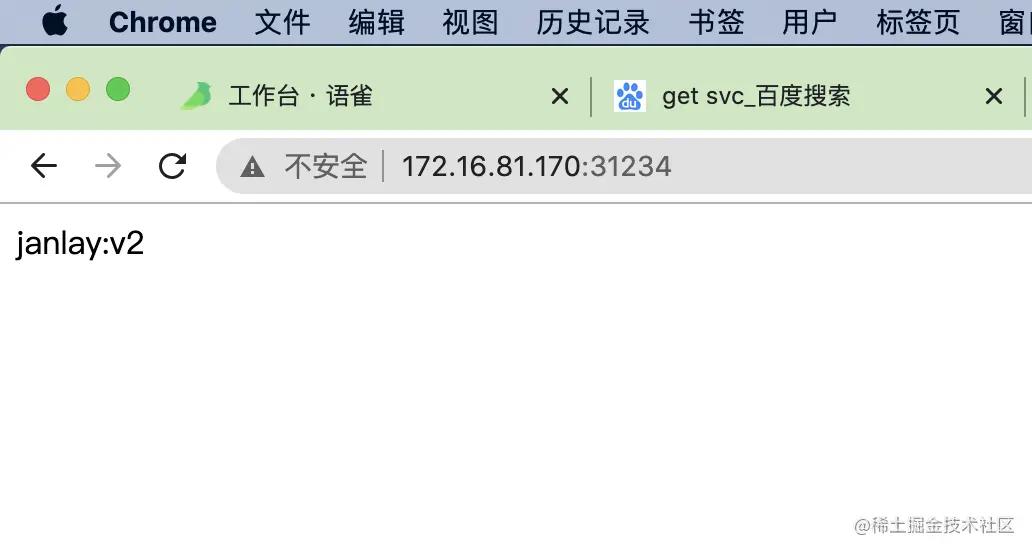 Chrome 文件 编辑 视图 历史记录 书签 用户 标签页
工作台 · 语雀 get svc_百度搜索
不安全 172.16.81.170:31234
janlay:v2
@稀土掘金技术社区